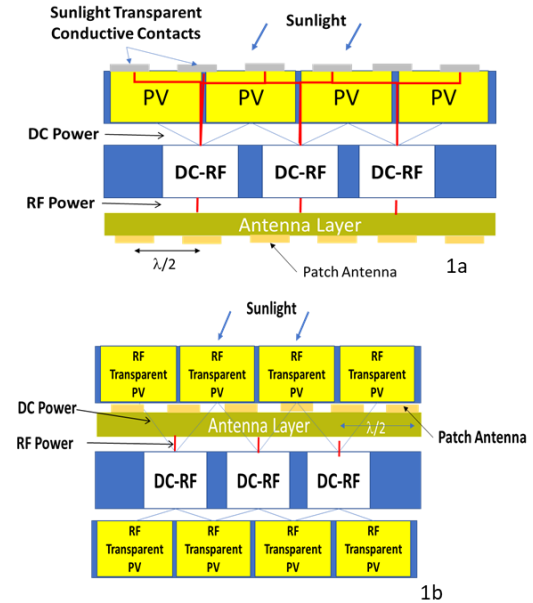 Sunlight Transparent
Conductive Contacts
Sunlight
PV PV PV PV
DC Power
DC-RF DC-RF DC-RF
RF Power
Antenna Layer
λ/2
Patch Antenna
1a
Sunlight
RF RF RF RF
Transparent Transparent Transparent Transparent
PV PV PV PV
DC Power
Antenna Layer
λ/2
Patch Antenna
RF Power
DC-RF DC-RF DC-RF
RF RF RF RF
Transparent Transparent Transparent Transparent
PV PV PV PV
1b